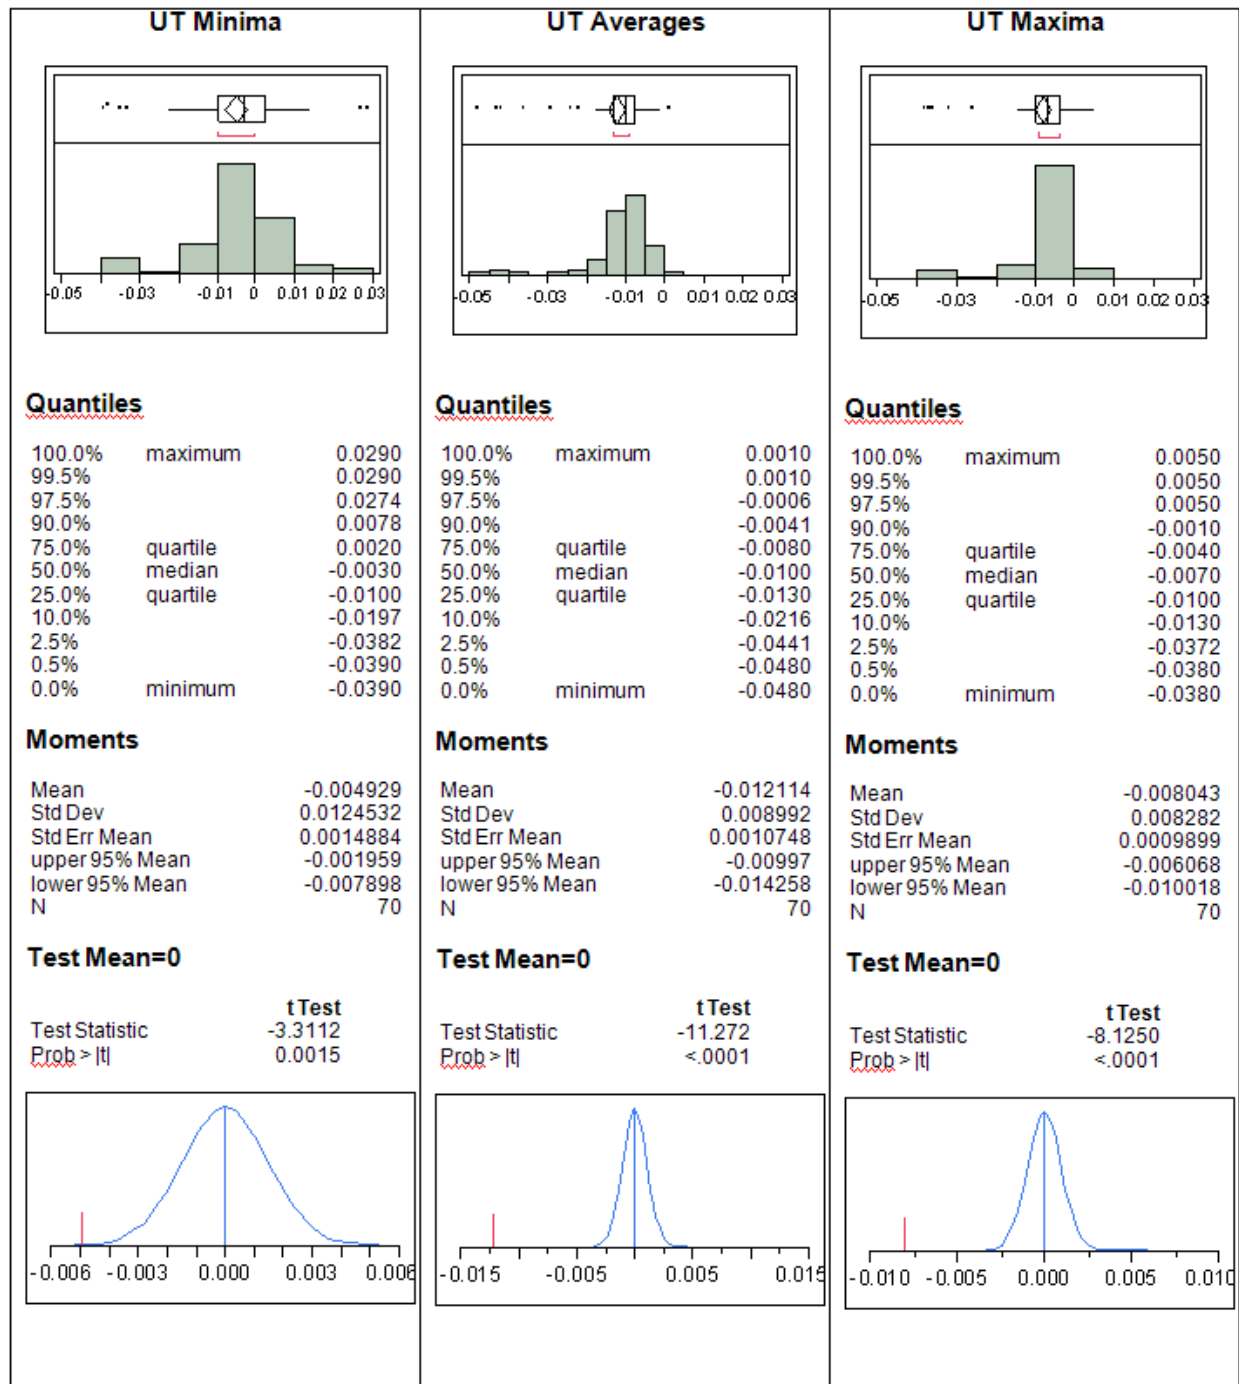 UT Minima
-0.05 -0.03 -0.01 0 0.01 0.02 0.03
Quantiles
100.0% maximum 0.0290
99.5% 0.0290
97.5% 0.0274
90.0% 0.0078
75.0% quartile 0.0020
50.0% median -0.0030
25.0% quartile -0.0100
10.0% -0.0197
2.5% -0.0382
0.5% -0.0390
0.0% minimum -0.0390
Moments
Mean -0.004929
Std Dev 0.0124532
Std Err Mean 0.0014884
upper 95% Mean -0.001959
lower 95% Mean -0.007898
N 70
Test Mean=0
t Test
Test Statistic -3.3112
Prob > |t| 0.0015
-0.006 -0.003 0.000 0.003 0.006
UT Averages
-0.05 -0.03 -0.01 0 0.01 0.02 0.03
Quantiles
100.0% maximum 0.0010
99.5% 0.0010
97.5% -0.0006
90.0% -0.0041
75.0% quartile -0.0080
50.0% median -0.0100
25.0% quartile -0.0130
10.0% -0.0216
2.5% -0.0441
0.5% -0.0480
0.0% minimum -0.0480
Moments
Mean -0.012114
Std Dev 0.008992
Std Err Mean 0.0010748
upper 95% Mean -0.00997
lower 95% Mean -0.014258
N 70
Test Mean=0
t Test
Test Statistic -11.272
Prob > |t| <.0001
-0.015 -0.005 0.005 0.015
UT Maxima
-0.05 -0.03 -0.01 0 0.01 0.02 0.03
Quantiles
100.0% maximum 0.0050
99.5% 0.0050
97.5% 0.0050
90.0% -0.0010
75.0% quartile -0.0040
50.0% median -0.0070
25.0% quartile -0.0100
10.0% -0.0130
2.5% -0.0372
0.5% -0.0380
0.0% minimum -0.0380
Moments
Mean -0.008043
Std Dev 0.008282
Std Err Mean 0.0009899
upper 95% Mean -0.006068
lower 95% Mean -0.010018
N 70
Test Mean=0
t Test
Test Statistic -8.1250
Prob > |t| <.0001
-0.010 -0.005 0.000 0.005 0.010